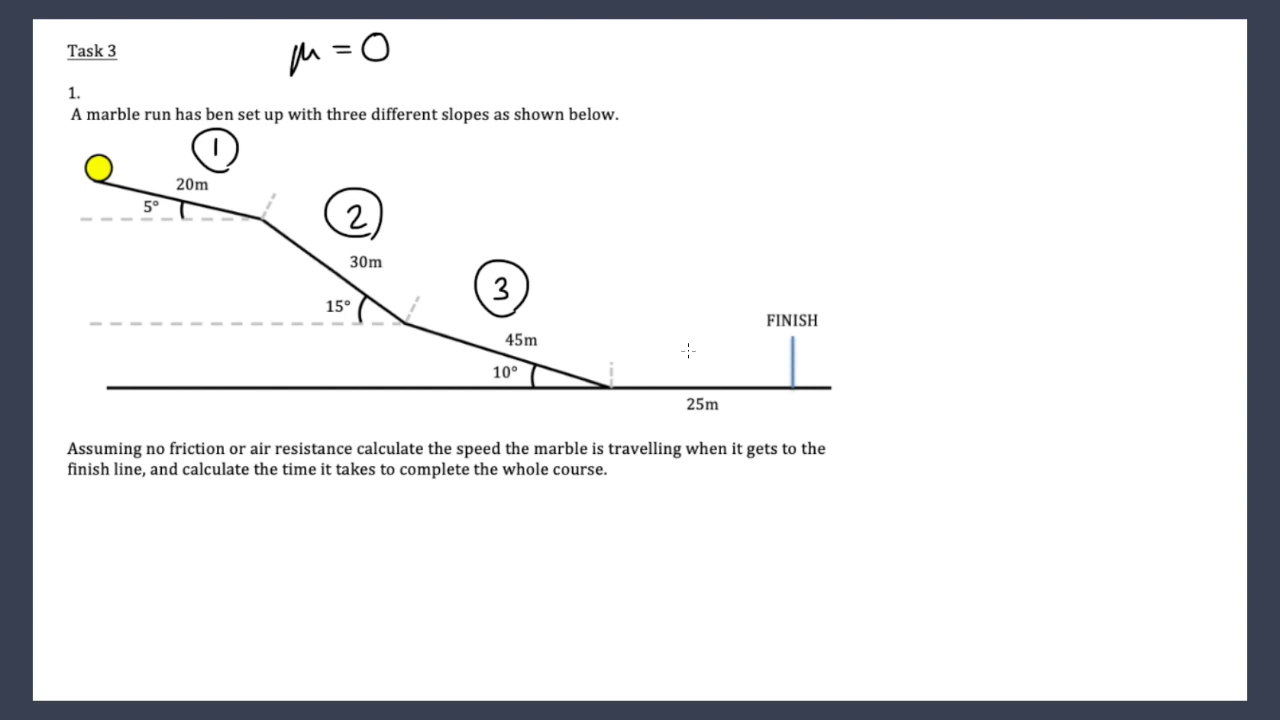 Task 3
μ = 0
1.
A marble run has ben set up with three different slopes as shown below.
1
20m
5°
2
30m
15°
3
45m
10°
FINISH
25m
Assuming no friction or air resistance calculate the speed the marble is travelling when it gets to the
finish line, and calculate the time it takes to complete the whole course.